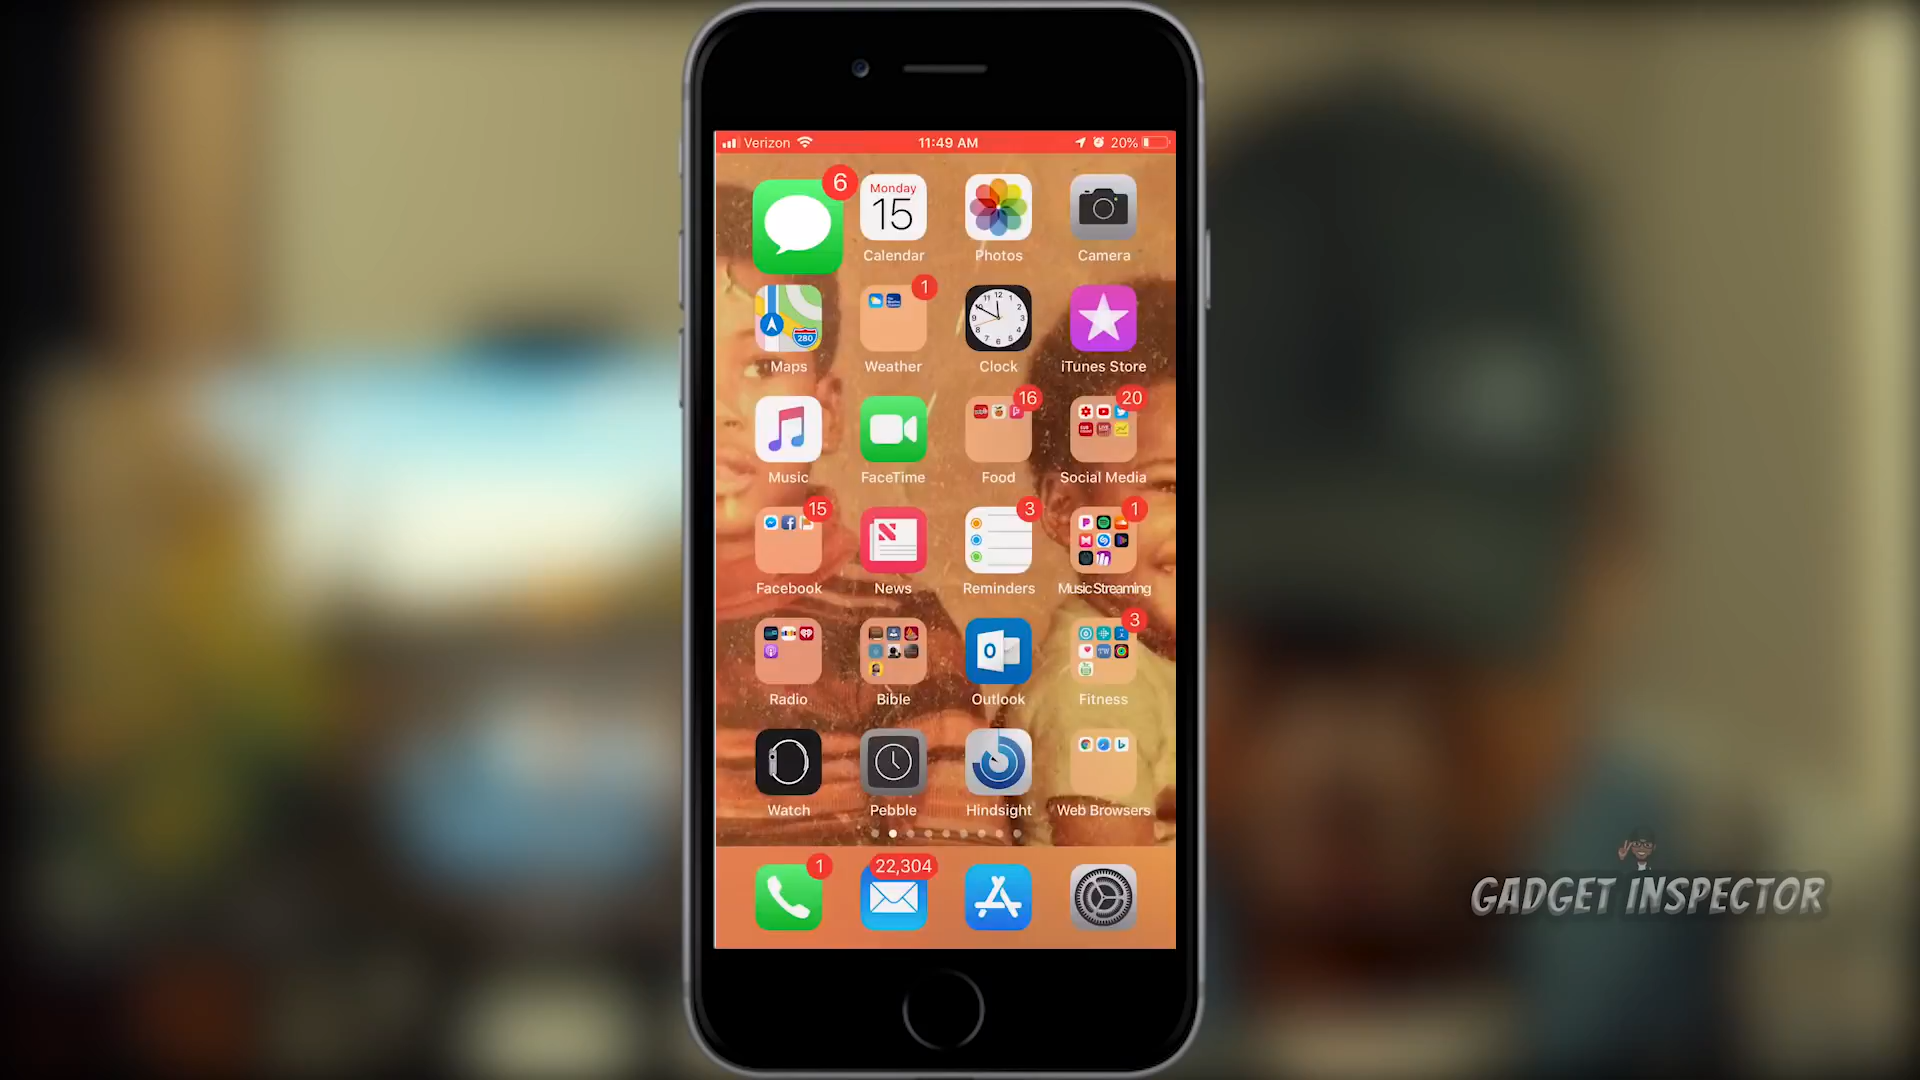 Verizon 11:49 AM 20%
6
Monday
15
Calendar Photos Camera
1
12
280
Maps Weather Clock iTunes Store
16 20
Music FaceTime Food Social Media
15 3 1
Facebook News Reminders Music Streaming
3
Radio Bible Outlook Fitness
Watch Pebble Hindsight Web Browsers
1 22,304
GADGET INSPECTOR